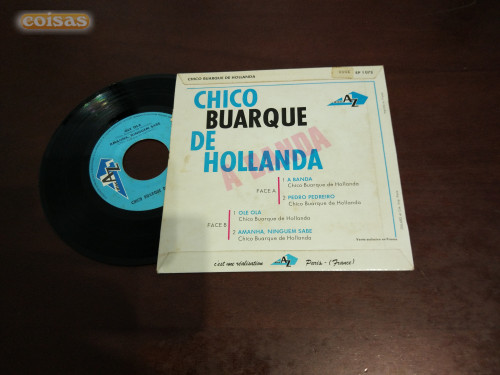 coisas
CHICO BUARQUE DE HOLLANDA
EP 1073
CHICO
BUARQUE
DE
HOLLANDA
A BANDA
AZ
FACE A
1 A BANDA
Chico Buarque de Hollanda
2 PEDRO PEDREIRO
Chico Buarque de Hollanda
FACE B
1 OLE OLA
Chico Buarque de Hollanda
2 AMANHA, NINGUEM SABE
Chico Buarque de Hollanda
c'est une réalisation AZ Paris - (France)